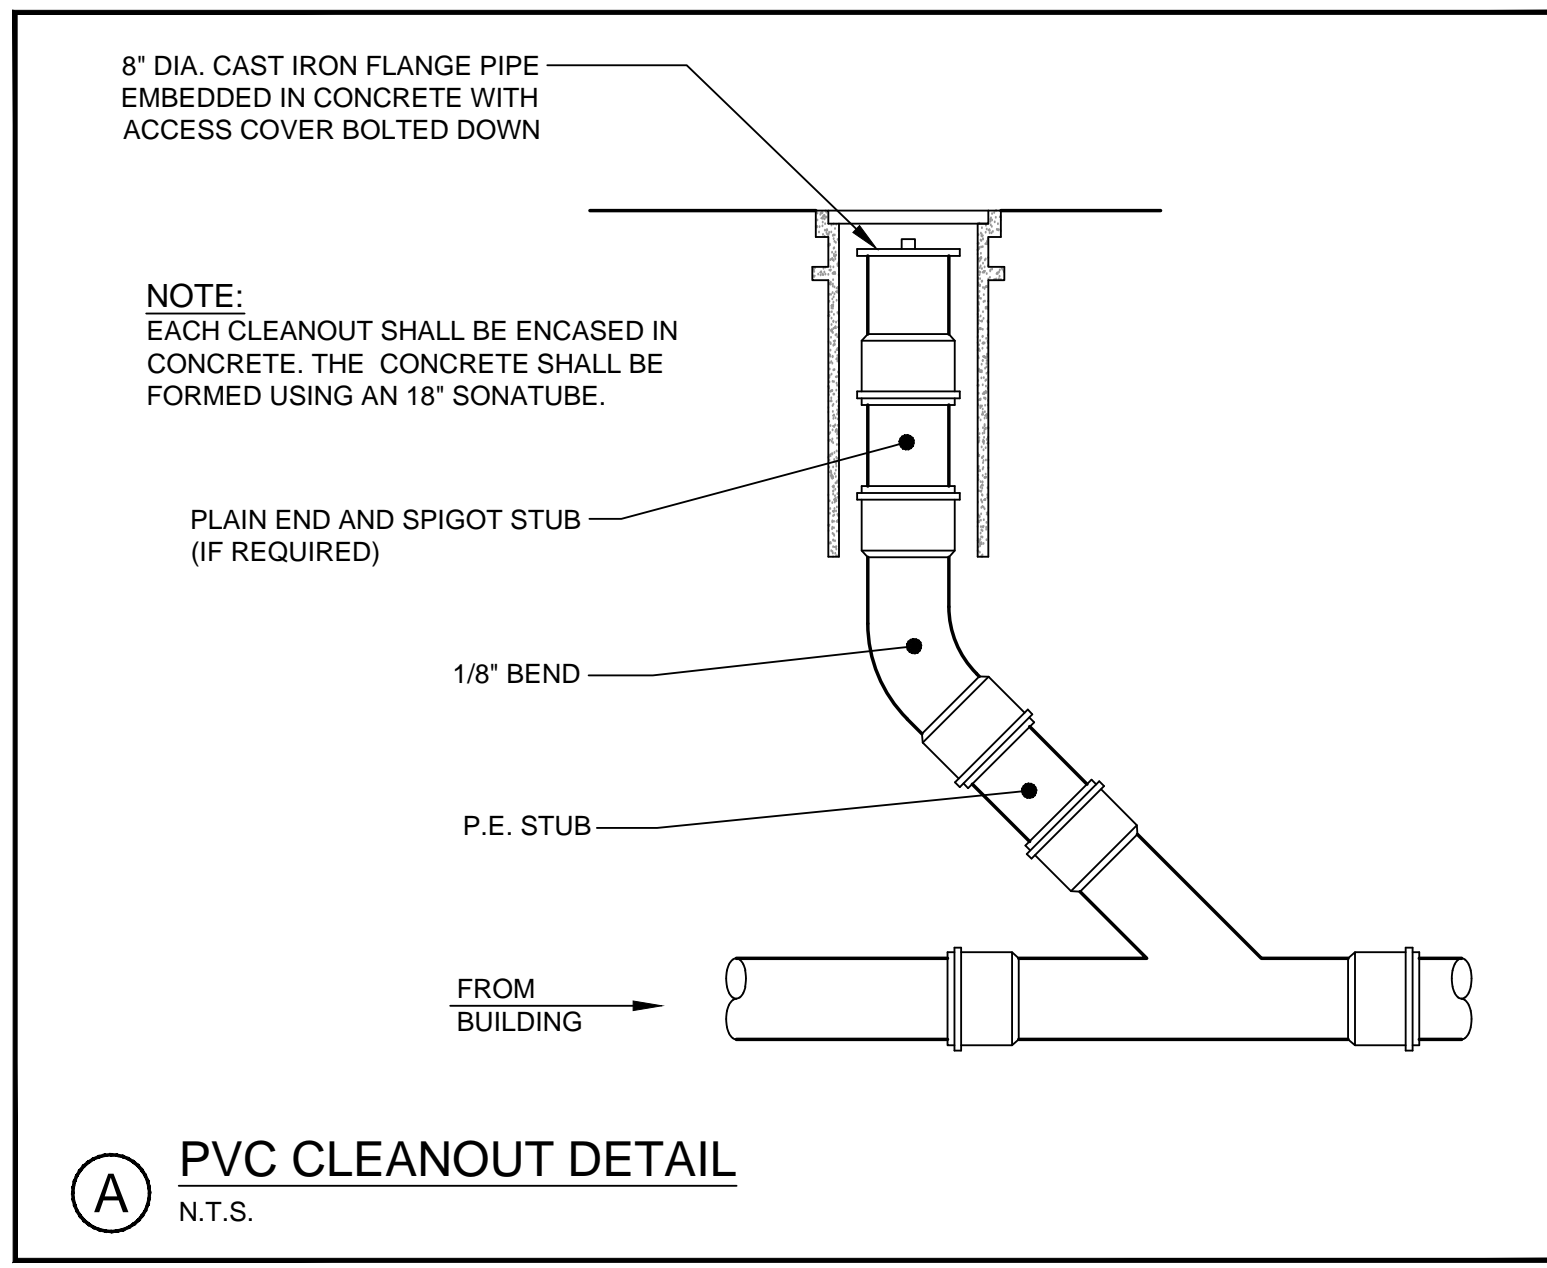 8" DIA. CAST IRON FLANGE PIPE
EMBEDDED IN CONCRETE WITH
ACCESS COVER BOLTED DOWN
NOTE:
EACH CLEANOUT SHALL BE ENCASED IN
CONCRETE. THE CONCRETE SHALL BE
FORMED USING AN 18" SONATUBE.
PLAIN END AND SPIGOT STUB
(IF REQUIRED)
1/8" BEND
P.E. STUB
FROM
BUILDING
A
PVC CLEANOUT DETAIL
N.T.S.